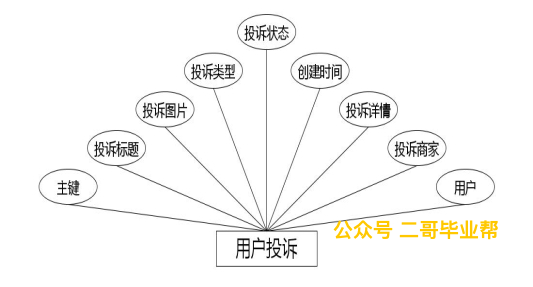 投诉状态
投诉类型
创建时间
投诉图片
投诉详情
投诉标题
投诉商家
主键
用户
公众号 二哥毕业帮
用户投诉